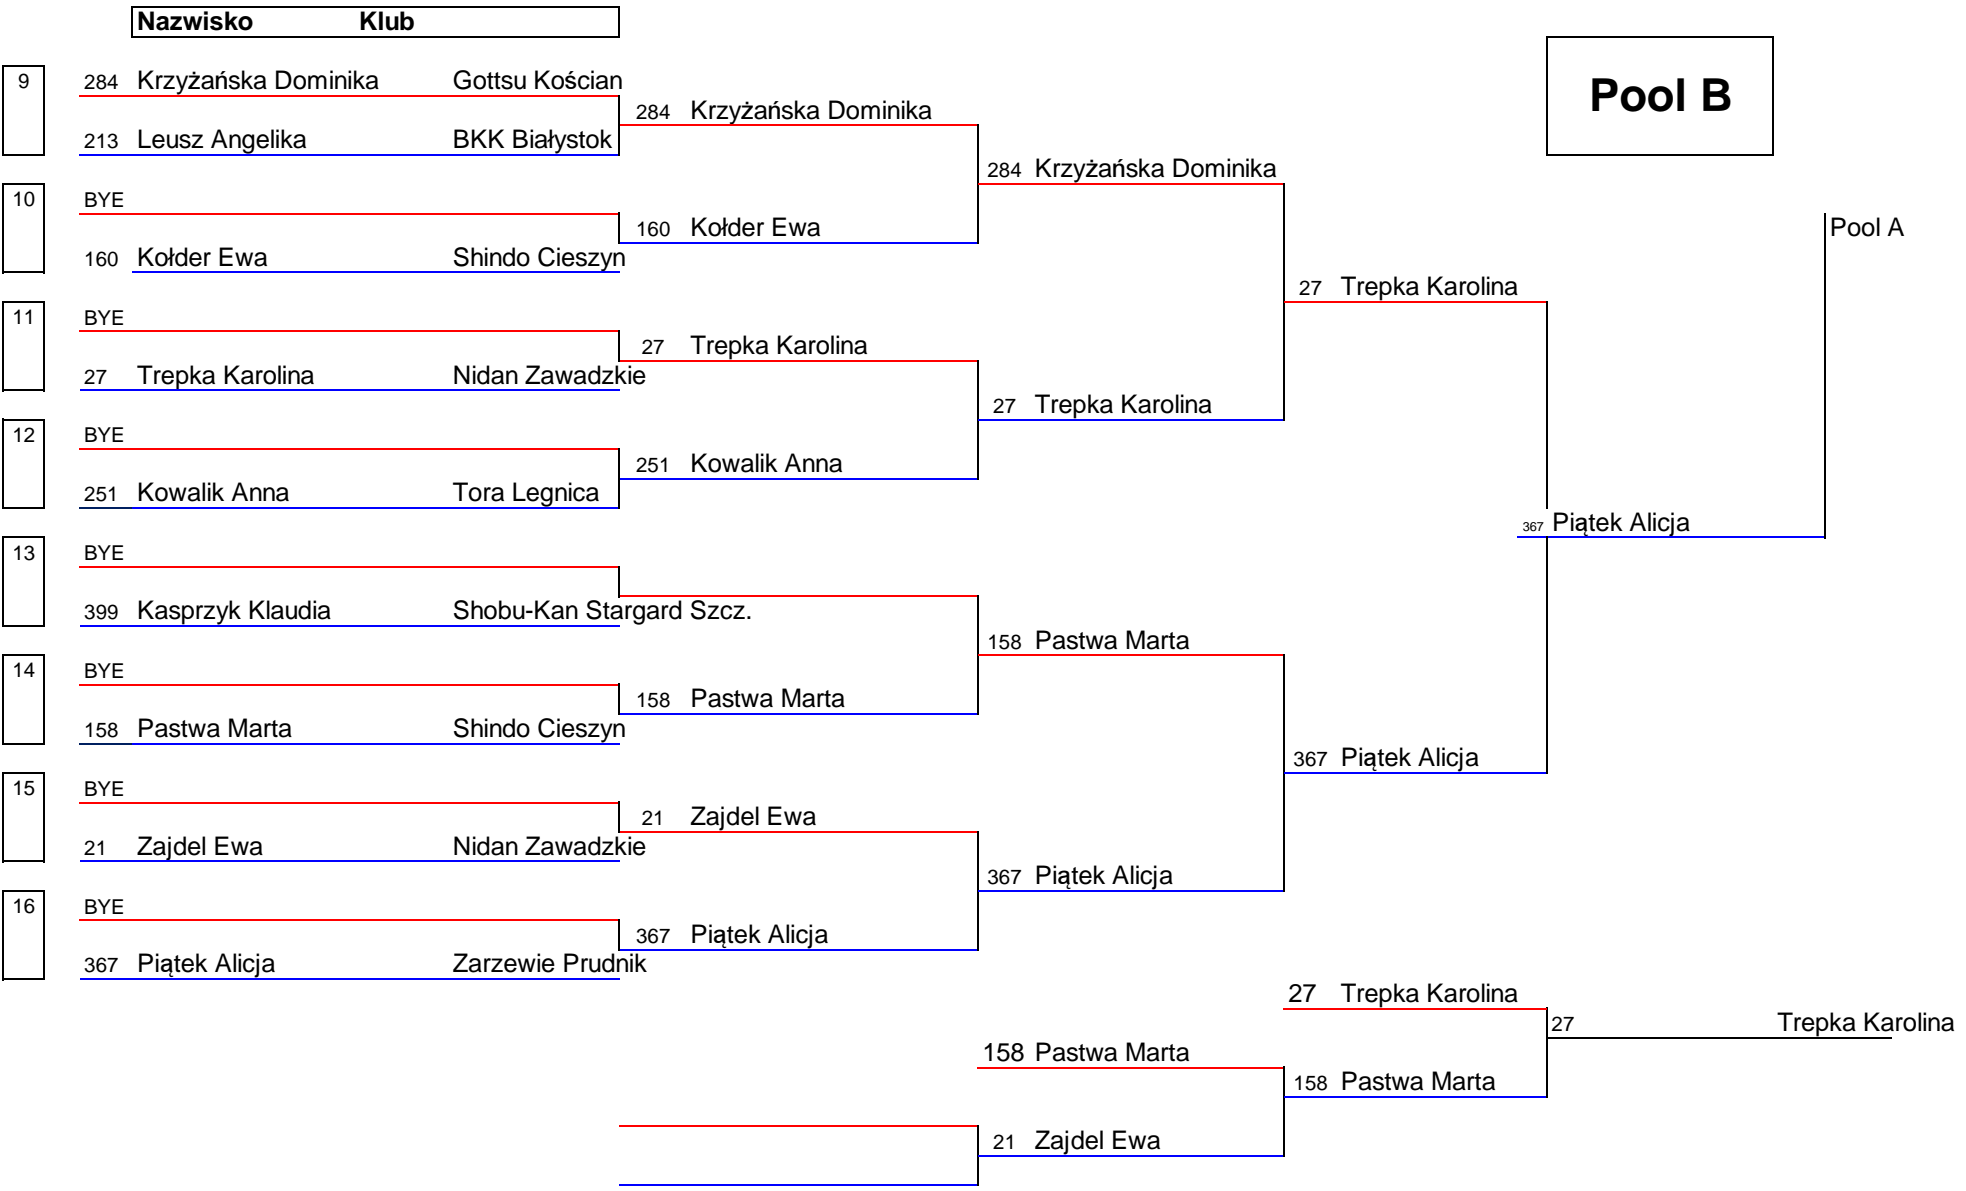 Nazwisko Klub
Pool B
9 284 Krzyżańska Dominika Gottsu Kościan
284 Krzyżańska Dominika
213 Leusz Angelika BKK Białystok
284 Krzyżańska Dominika
10 BYE
160 Kołder Ewa
Pool A
160 Kołder Ewa Shindo Cieszyn
27 Trepka Karolina
11 BYE
27 Trepka Karolina
27 Trepka Karolina Nidan Zawadzkie
27 Trepka Karolina
12 BYE
251 Kowalik Anna
251 Kowalik Anna Tora Legnica
367 Piątek Alicja
13 BYE
399 Kasprzyk Klaudia Shobu-Kan Stargard Szcz.
158 Pastwa Marta
14 BYE
158 Pastwa Marta
158 Pastwa Marta Shindo Cieszyn
367 Piątek Alicja
15 BYE
21 Zajdel Ewa
21 Zajdel Ewa Nidan Zawadzkie
367 Piątek Alicja
16 BYE
367 Piątek Alicja
367 Piątek Alicja Zarzewie Prudnik
27 Trepka Karolina
27 Trepka Karolina
158 Pastwa Marta
158 Pastwa Marta
21 Zajdel Ewa